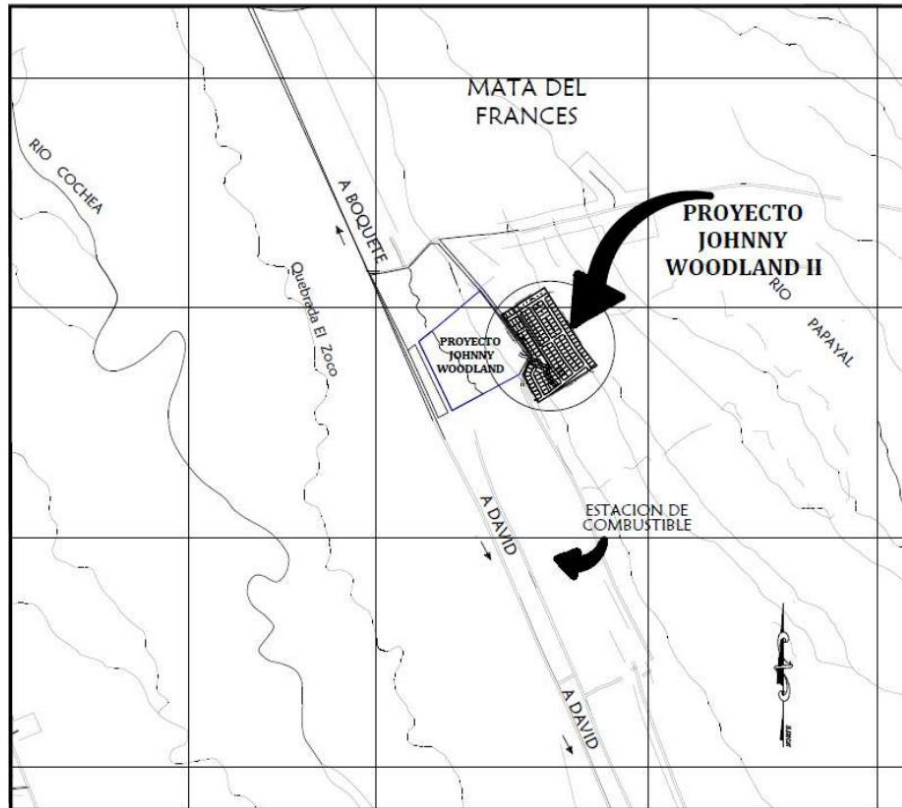 MATA DEL
FRANCES
RIO COCHEA
A BOQUETE
PROYECTO
JOHNNY
WOODLAND II
Quebrada El Zoco
RIO PAPAYAL
PROYECTO
JOHNNY
WOODLAND
A DAVID
ESTACION DE
COMBUSTIBLE
A DAVID
NORTE